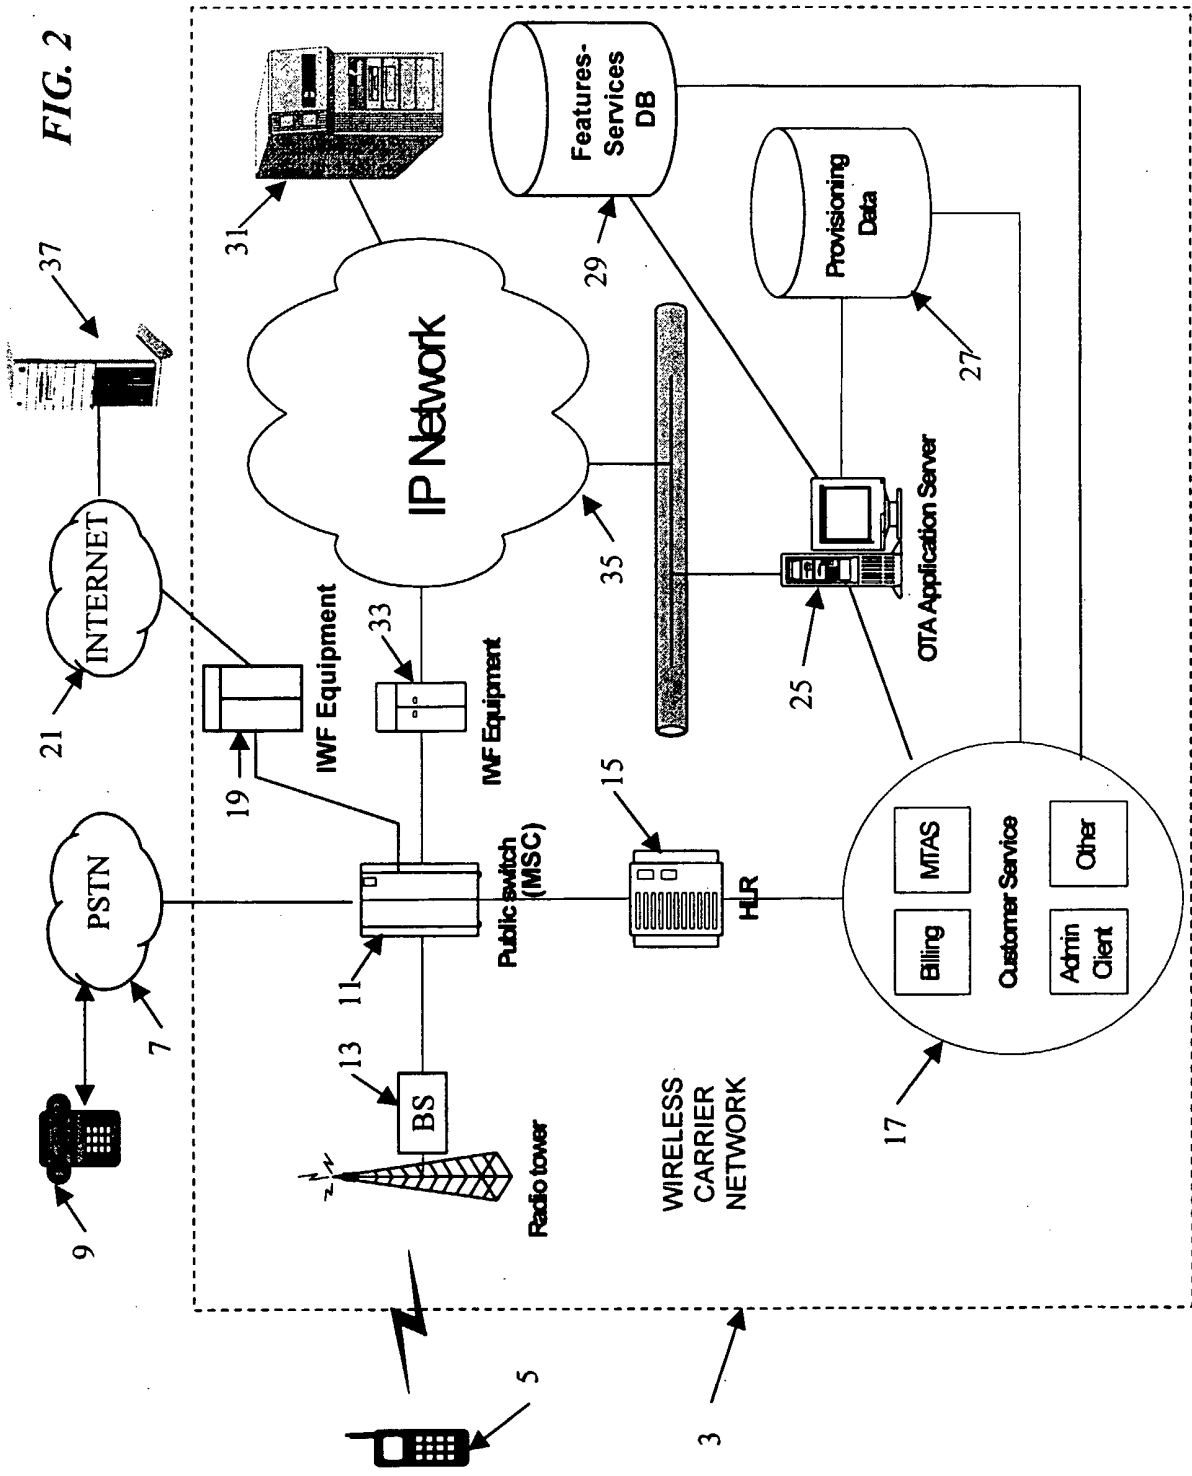 FIG. 2
37
INTERNET
21
PSTN
7
9
31
IP Network
35
IWF Equipment
19
33
IWF Equipment
Public switch
(MSC)
11
13
BS
Radio tower
5
3
WIRELESS
CARRIER
NETWORK
15
HLR
Features-
Services
DB
29
Provisioning
Data
27
OTA Application Server
25
MTAS
Billing
Customer Service
Other
Admin
Client
17